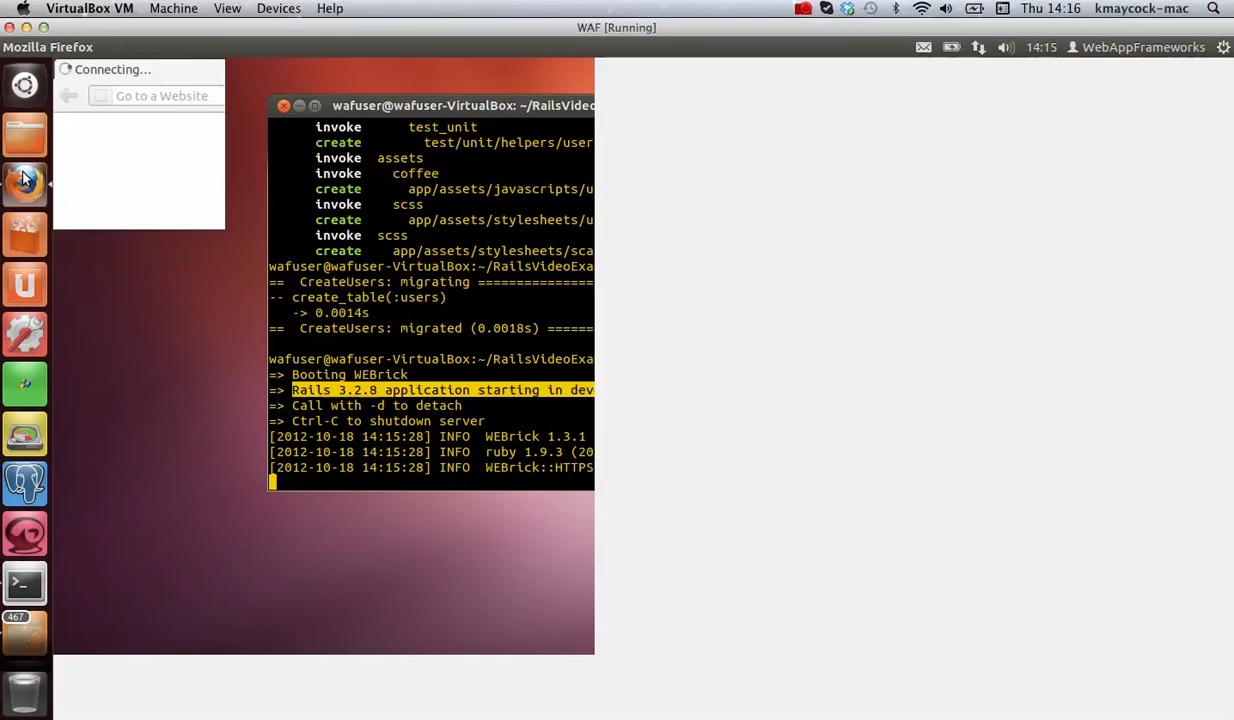 VirtualBox VM Machine View Devices Help Thu 14:16 kmaycock-mac
WAF [Running]
Mozilla Firefox 14:15 WebAppFrameworks
Connecting...
Go to a Website
wafuser@wafuser-VirtualBox: ~/RailsVideo
invoke test_unit
create test/unit/helpers/user
invoke assets
invoke coffee
create app/assets/javascripts/u
invoke scss
create app/assets/stylesheets/u
invoke scss
create app/assets/stylesheets/sca
wafuser@wafuser-VirtualBox:~/RailsVideoExa
== CreateUsers: migrating ===============
-- create_table(:users)
-> 0.0014s
== CreateUsers: migrated (0.0018s) ======
wafuser@wafuser-VirtualBox:~/RailsVideoExa
=> Booting WEBrick
=> Rails 3.2.8 application starting in dev
=> Call with -d to detach
=> Ctrl-C to shutdown server
[2012-10-18 14:15:28] INFO WEBrick 1.3.1
[2012-10-18 14:15:28] INFO ruby 1.9.3 (20
[2012-10-18 14:15:28] INFO WEBrick::HTTPS
467